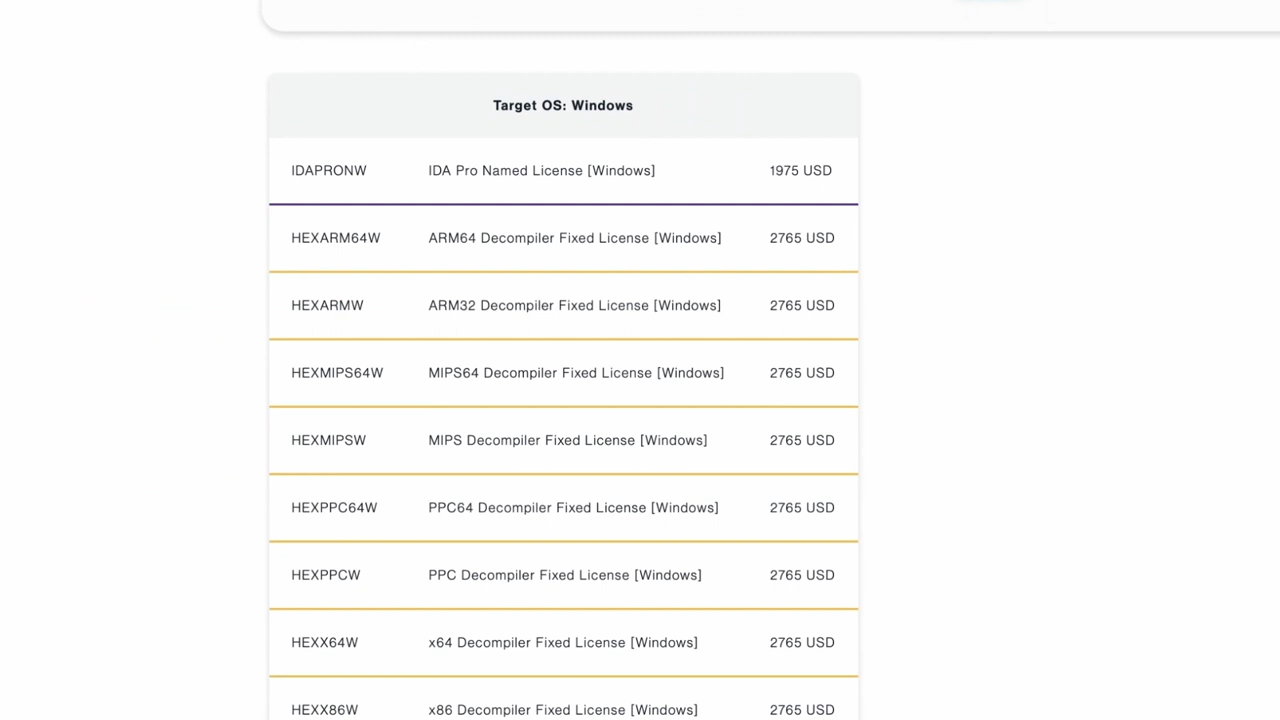 Target OS: Windows
IDAPRONW IDA Pro Named License [Windows] 1975 USD
HEXARM64W ARM64 Decompiler Fixed License [Windows] 2765 USD
HEXARMW ARM32 Decompiler Fixed License [Windows] 2765 USD
HEXMIPS64W MIPS64 Decompiler Fixed License [Windows] 2765 USD
HEXMIPSW MIPS Decompiler Fixed License [Windows] 2765 USD
HEXPPC64W PPC64 Decompiler Fixed License [Windows] 2765 USD
HEXPPCW PPC Decompiler Fixed License [Windows] 2765 USD
HEXX64W x64 Decompiler Fixed License [Windows] 2765 USD
HEXX86W x86 Decompiler Fixed License [Windows] 2765 USD